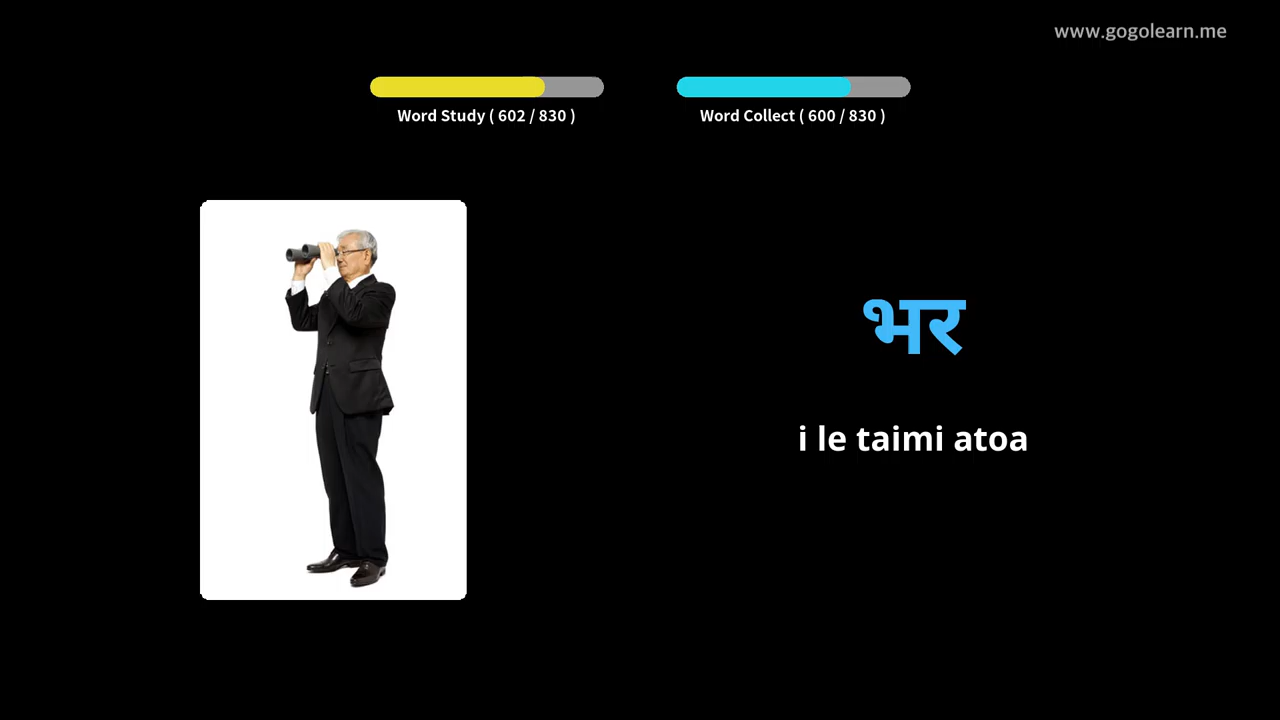 www.gogolearn.me
Word Study ( 602 / 830 )
Word Collect ( 600 / 830 )
भर
i le taimi atoa